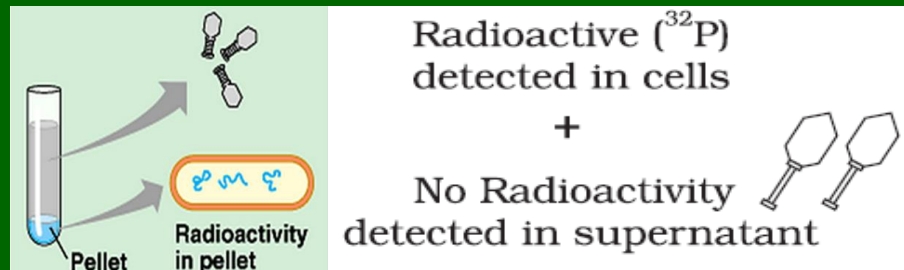 Pellet
Radioactivity
in pellet
Radioactive (³²P)
detected in cells
+
No Radioactivity
detected in supernatant